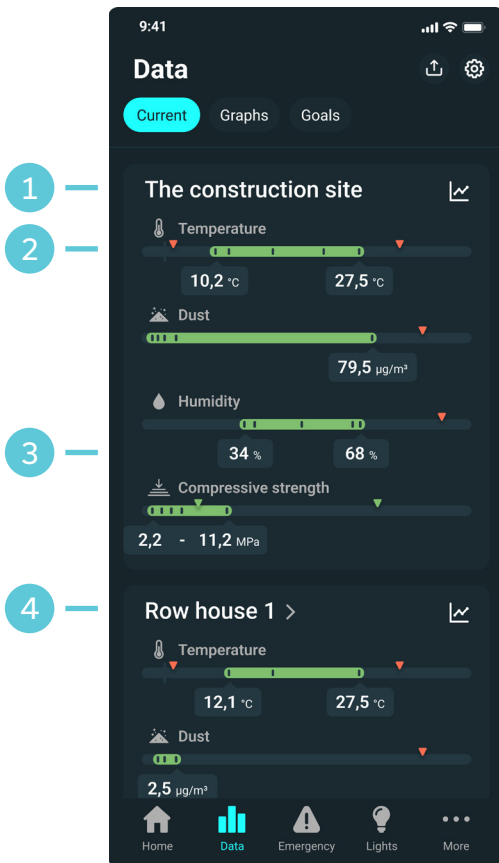 9:41
Data
Current Graphs Goals
1
The construction site
Temperature
2
10,2 °C 27,5 °C
Dust
79,5 µg/m³
Humidity
3
34 % 68 %
Compressive strength
2,2 - 11,2 MPa
4
Row house 1 >
Temperature
12,1 °C 27,5 °C
Dust
2,5 µg/m³
Home Data Emergency Lights More